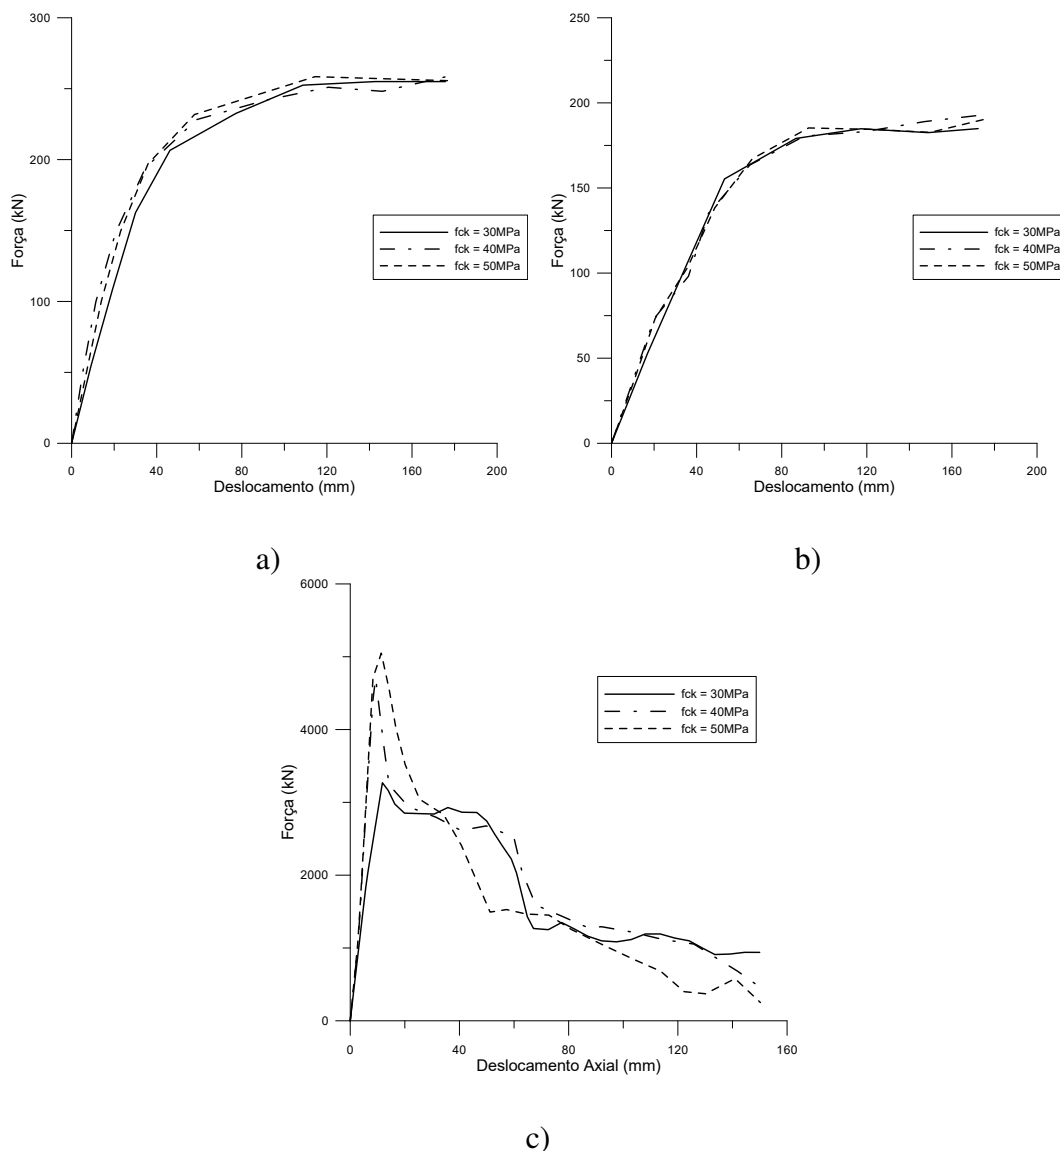 300
200
100
0
Força (kN)
fck = 30MPa
fck = 40MPa
fck = 50MPa
0 40 80 120 160 200
Deslocamento (mm)
a)
250
200
150
100
50
0
Força (kN)
fck = 30MPa
fck = 40MPa
fck = 50MPa
0 40 80 120 160 200
Deslocamento (mm)
b)
6000
4000
2000
0
Força (kN)
fck = 30MPa
fck = 40MPa
fck = 50MPa
0 40 80 120 160
Deslocamento Axial (mm)
c)